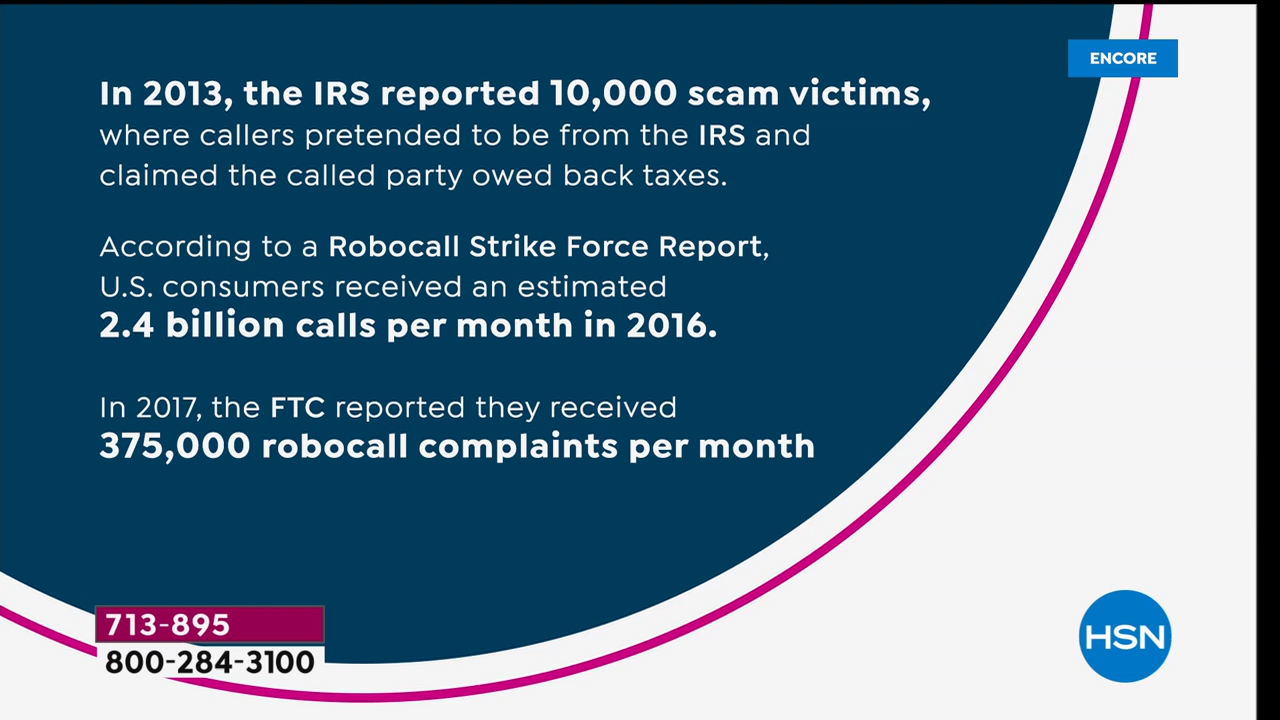 ENCORE
In 2013, the IRS reported 10,000 scam victims,
where callers pretended to be from the IRS and
claimed the called party owed back taxes.
According to a Robocall Strike Force Report,
U.S. consumers received an estimated
2.4 billion calls per month in 2016.
In 2017, the FTC reported they received
375,000 robocall complaints per month
713-895
800-284-3100
HSN